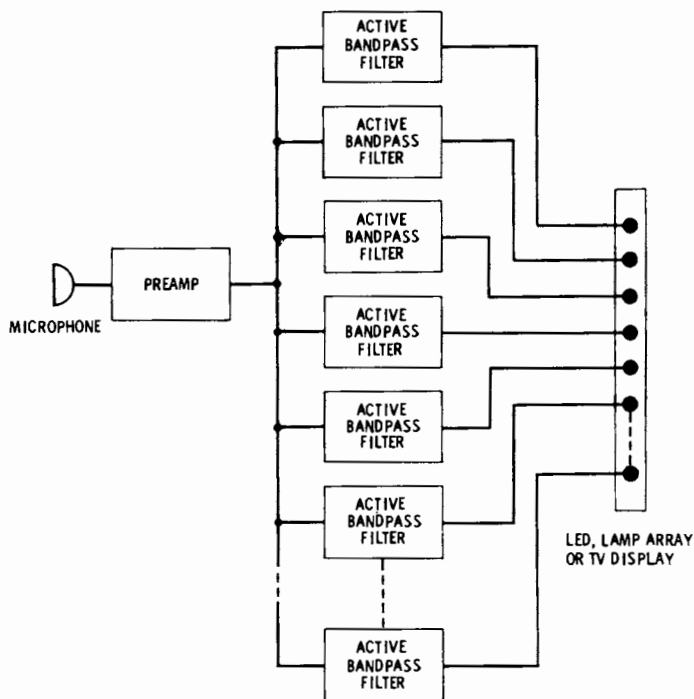 ACTIVE
BANDPASS
FILTER
ACTIVE
BANDPASS
FILTER
ACTIVE
BANDPASS
FILTER
PREAMP
MICROPHONE
ACTIVE
BANDPASS
FILTER
ACTIVE
BANDPASS
FILTER
ACTIVE
BANDPASS
FILTER
LED, LAMP ARRAY
OR TV DISPLAY
ACTIVE
BANDPASS
FILTER